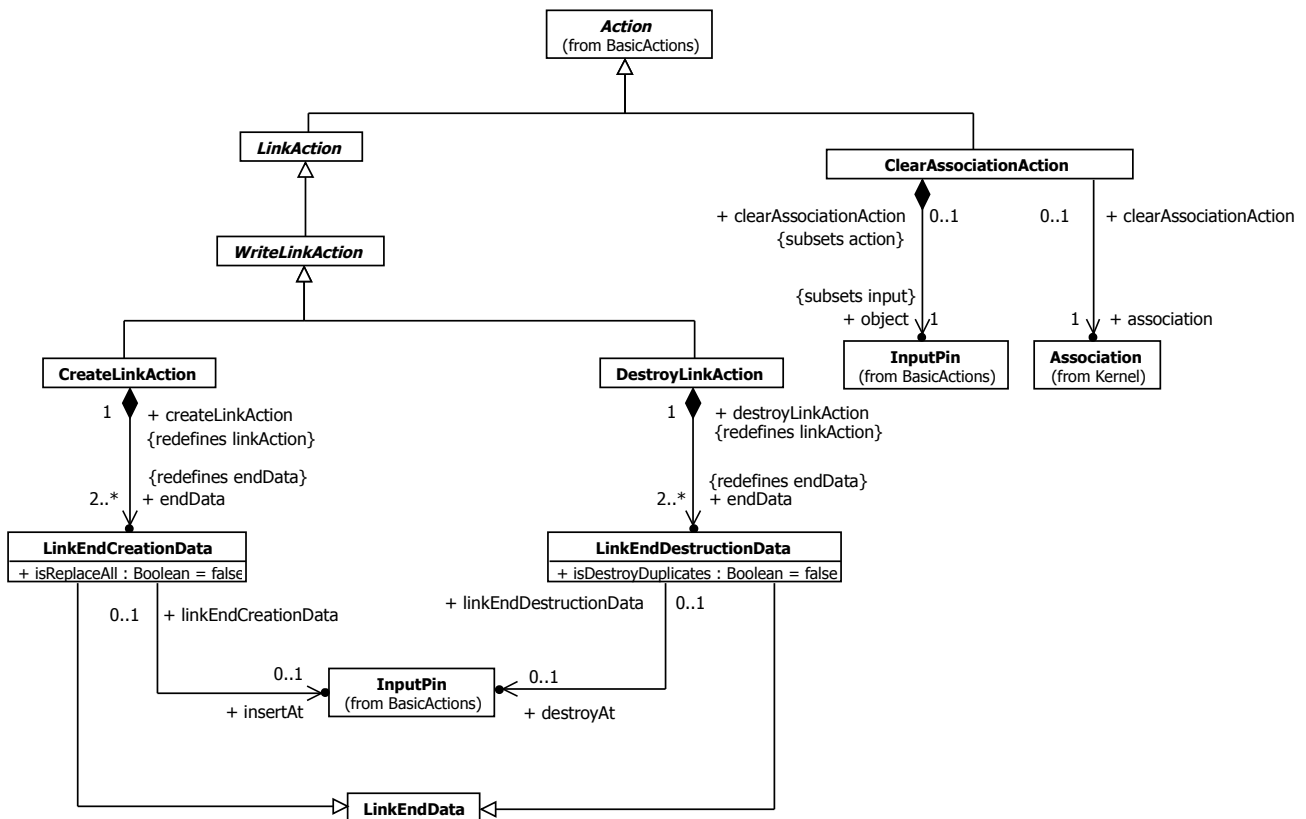 Action
(from BasicActions)
LinkAction
ClearAssociationAction
+ clearAssociationAction
0..1
0..1
+ clearAssociationAction
{subsets action}
WriteLinkAction
{subsets input}
+ object
1
1
+ association
InputPin
(from BasicActions)
Association
(from Kernel)
CreateLinkAction
DestroyLinkAction
1
+ createLinkAction
{redefines linkAction}
1
+ destroyLinkAction
{redefines linkAction}
{redefines endData}
2..*
+ endData
{redefines endData}
2..*
+ endData
LinkEndCreationData
+ isReplaceAll : Boolean = false
LinkEndDestructionData
+ isDestroyDuplicates : Boolean = false
0..1
+ linkEndCreationData
+ linkEndDestructionData
0..1
0..1
+ insertAt
InputPin
(from BasicActions)
0..1
+ destroyAt
LinkEndData